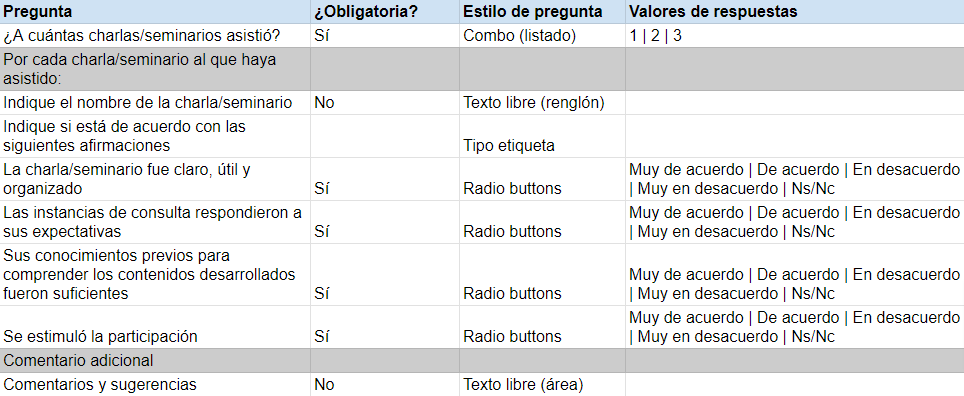 Pregunta ¿Obligatoria? Estilo de pregunta Valores de respuestas
¿A cuántas charlas/seminarios asistió? Sí Combo (listado) 1 | 2 | 3
Por cada charla/seminario al que haya
asistido:
Indique el nombre de la charla/seminario No Texto libre (renglón)
Indique si está de acuerdo con las
siguientes afirmaciones Tipo etiqueta
La charla/seminario fue claro, útil y
organizado Sí Radio buttons Muy de acuerdo | De acuerdo | En desacuerdo
| Muy en desacuerdo | Ns/Nc
Las instancias de consulta respondieron a
sus expectativas Sí Radio buttons Muy de acuerdo | De acuerdo | En desacuerdo
| Muy en desacuerdo | Ns/Nc
Sus conocimientos previos para
comprender los contenidos desarrollados
fueron suficientes Sí Radio buttons Muy de acuerdo | De acuerdo | En desacuerdo
| Muy en desacuerdo | Ns/Nc
Se estimuló la participación Sí Radio buttons Muy de acuerdo | De acuerdo | En desacuerdo
| Muy en desacuerdo | Ns/Nc
Comentario adicional
Comentarios y sugerencias No Texto libre (área)